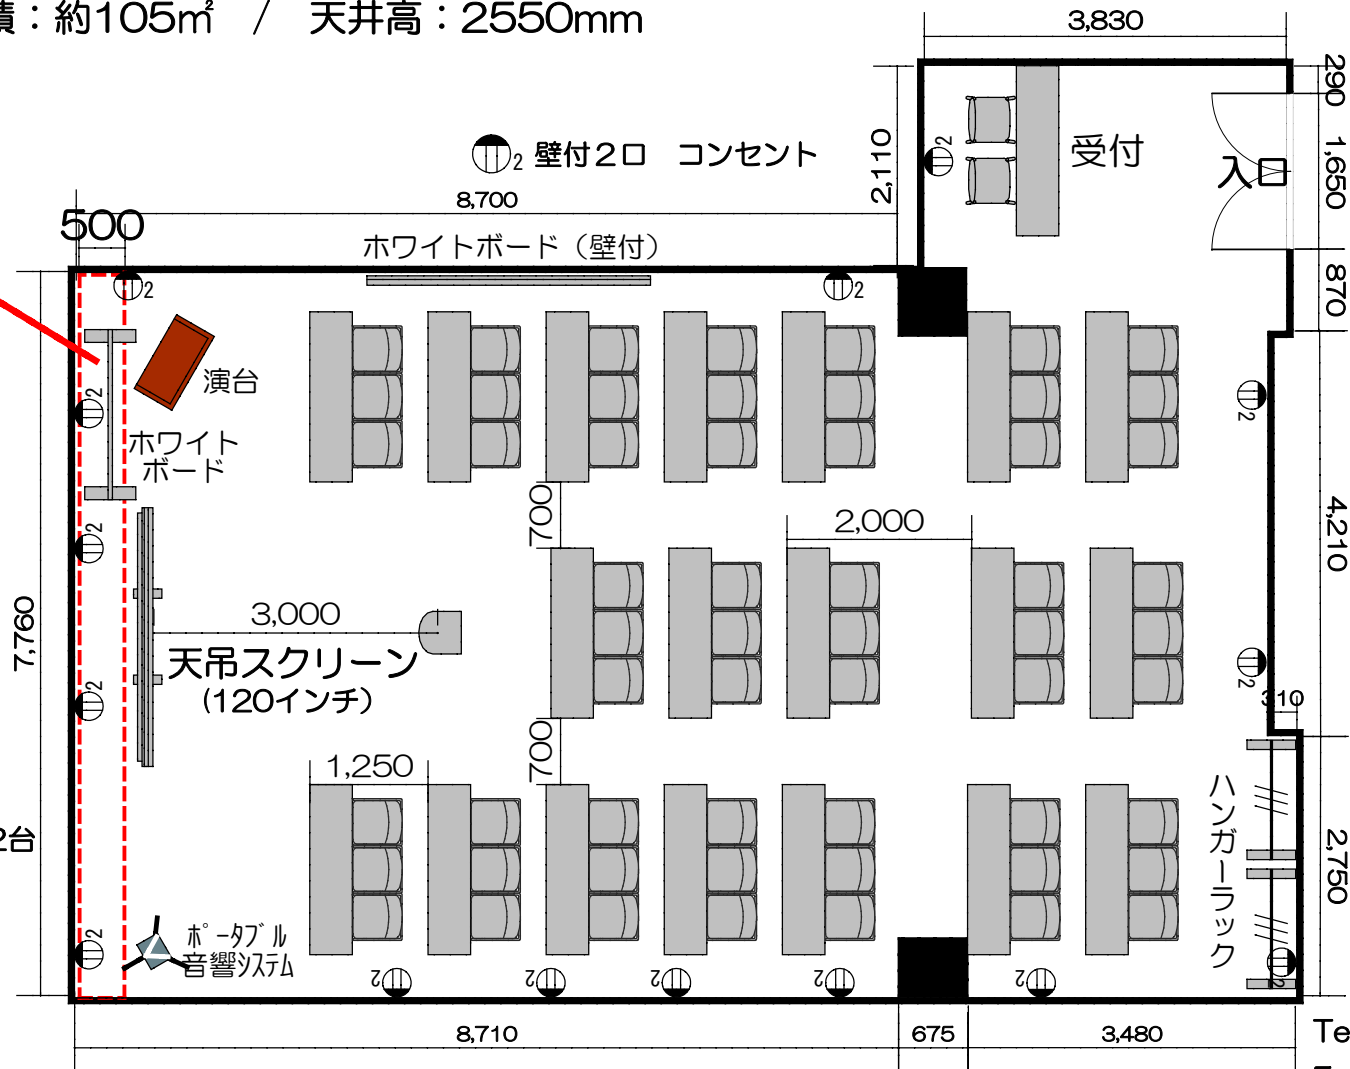 積：約105㎡ / 天井高：2550mm
3,830
290
1,650
870
2,110
2 壁付２口 コンセント
2
受付
入口
8,700
500
ホワイトボード（壁付）
2
2
演台
2
2
ホワイト
ボード
700
2,000
4,210
2
7,760
3,000
天吊スクリーン
(120インチ)
2
2
310
700
1,250
ハンガーラック
2,750
2台
2
ﾎﾟｰﾀﾌﾞﾙ
音響ｼｽﾃﾑ
2
2
2
2
2
2
8,710
675
3,480
Te